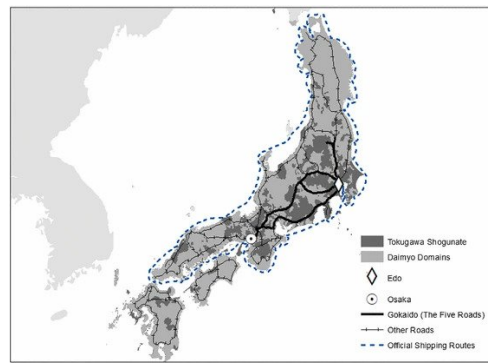 Tokugawa Shogunate
Daimyo Domains
Edo
Osaka
Gokaido (The Five Roads)
Other Roads
Official Shipping Routes